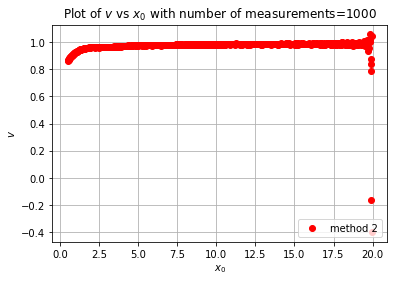 Plot of v vs x₀ with number of measurements=1000
1.0
0.8
0.6
0.4
0.2
0.0
−0.2
−0.4
v
0.0 2.5 5.0 7.5 10.0 12.5 15.0 17.5 20.0
x₀
method 2